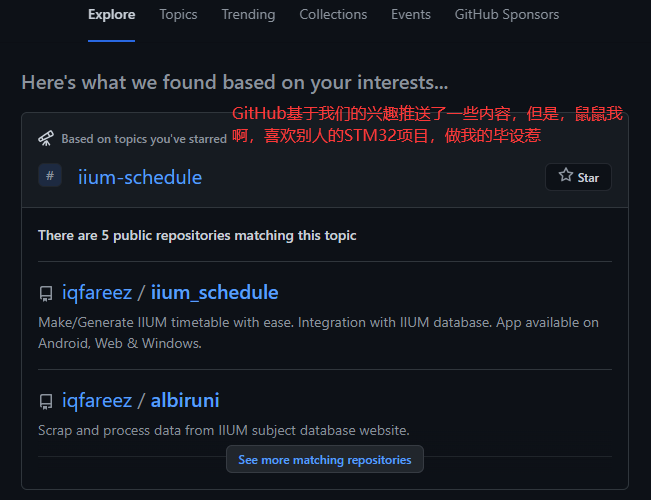 Explore Topics Trending Collections Events GitHub Sponsors
Here's what we found based on your interests...
GitHub基于我们的兴趣推送了一些内容，但是，鼠鼠我
啊，喜欢别人的STM32项目，做我的毕设惹
Based on topics you've starred
# iium-schedule Star
There are 5 public repositories matching this topic
iqfareez / iium_schedule
Make/Generate IIUM timetable with ease. Integration with IIUM database. App available on
Android, Web & Windows.
iqfareez / albiruni
Scrap and process data from IIUM subject database website.
See more matching repositories